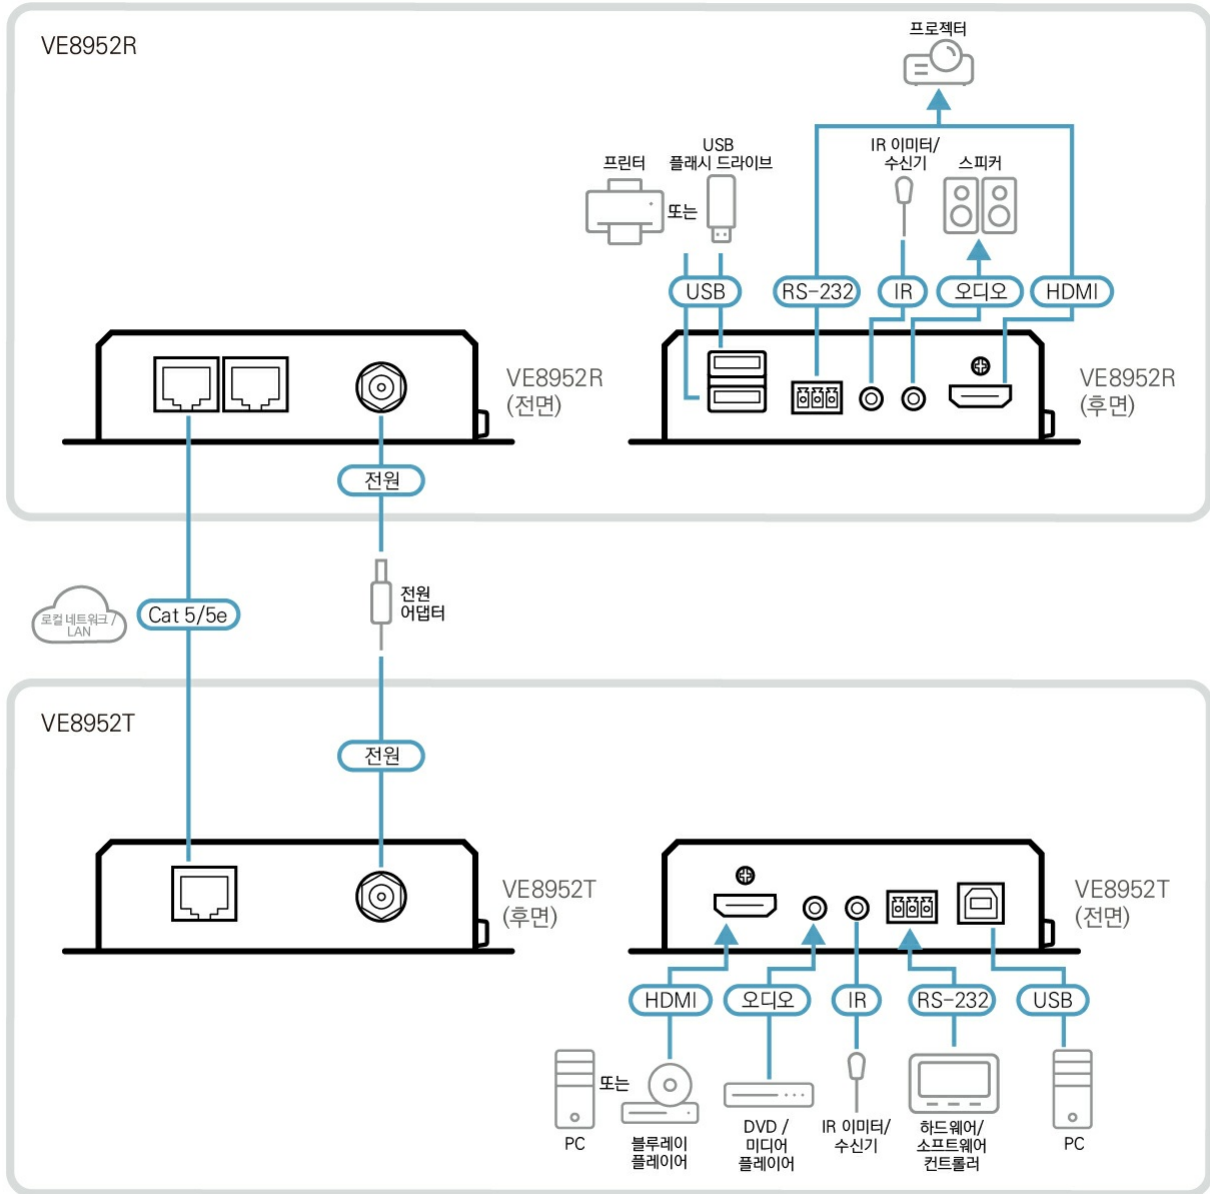 VE8952R
프로젝터
프린터
USB
플래시 드라이브
또는
IR 이미터/
수신기
스피커
USB
RS-232
IR
오디오
HDMI
VE8952R
(전면)
VE8952R
(후면)
전원
전원
어댑터
로컬 네트워크 /
LAN
Cat 5/5e
VE8952T
전원
VE8952T
(후면)
VE8952T
(전면)
HDMI
오디오
IR
RS-232
USB
PC
또는
블루레이
플레이어
DVD /
미디어
플레이어
IR 이미터/
수신기
하드웨어/
소프트웨어
컨트롤러
PC